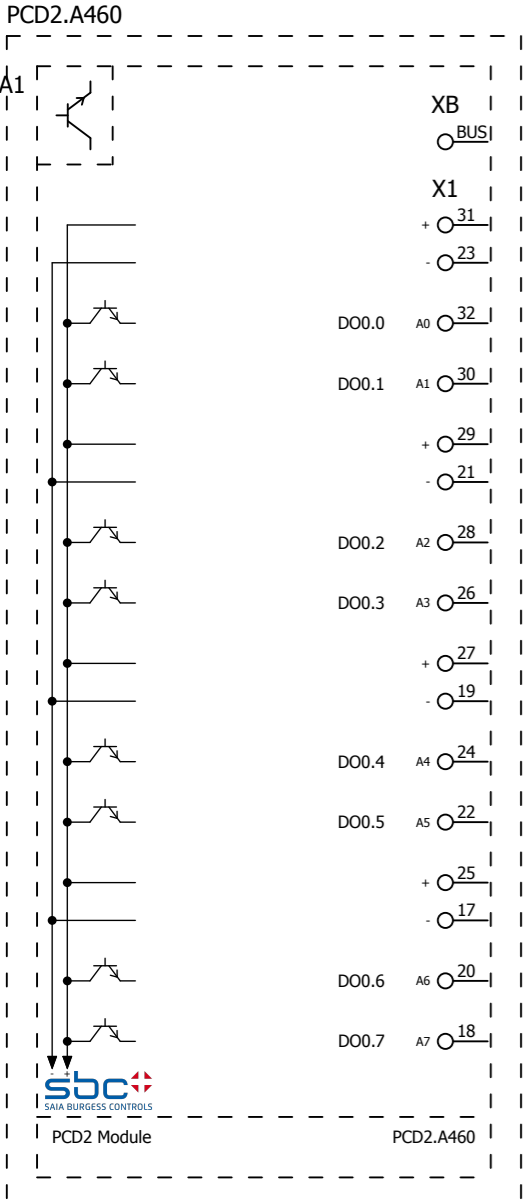 PCD2.A460
A1
XB
BUS
X1
+ 31
- 23
DO0.0 A0 32
DO0.1 A1 30
+ 29
- 21
DO0.2 A2 28
DO0.3 A3 26
+ 27
- 19
DO0.4 A4 24
DO0.5 A5 22
+ 25
- 17
DO0.6 A6 20
DO0.7 A7 18
- +
sbc
SAIA BURGESS CONTROLS
PCD2 Module PCD2.A460